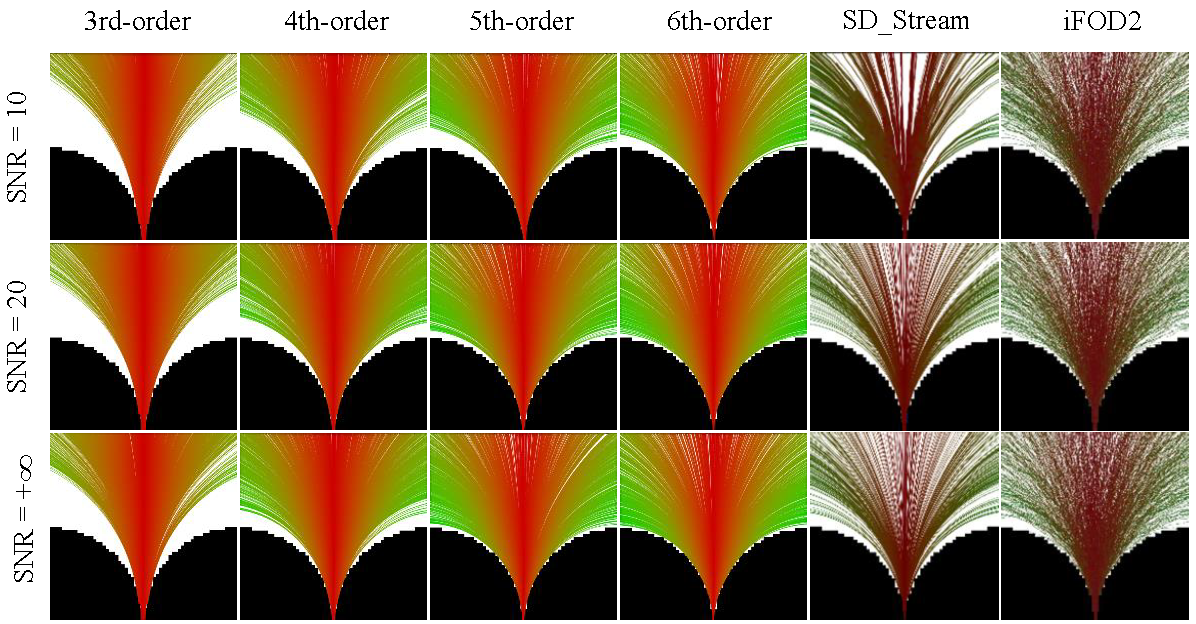 3rd-order 4th-order 5th-order 6th-order SD_Stream iFOD2
SNR = 10
SNR = 20
SNR = +∞